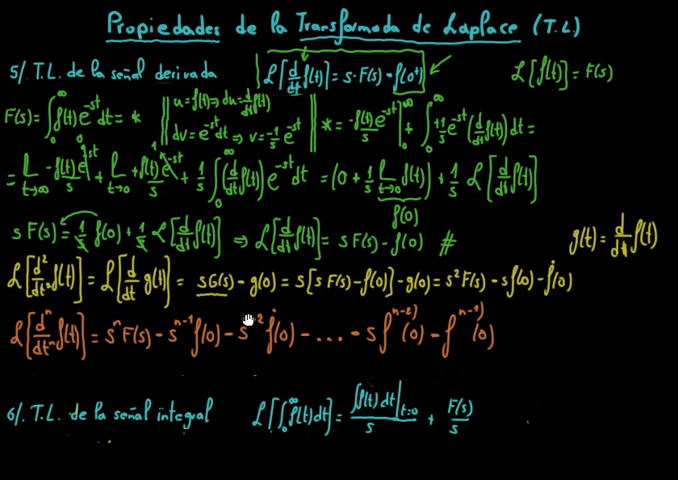 Propiedades de la Transformada de Laplace (T.L.)
5/. T.L. de la señal derivada ℒ[d/dt f(t)] = s·F(s) - f(0⁺) ℒ[f(t)] = F(s)
F(s) = ∫₀^∞ f(t)e^-st dt = * || u = f(t) ⇒ du = d/dt f(t) || * = -f(t)/s e^-st |₀^∞ + ∫₀^∞ +1/s e^-st (d/dt f(t)) dt =
dv = e^-st dt ⇒ v = -1/s e^-st
= L t→∞ -f(t)/s e^-st + L t→0 +f(t)/s e^-st + 1/s ∫₀^∞ (d/dt f(t)) e^-st dt = (0 + 1/s L t→0 f(t)) + 1/s ℒ[d/dt f(t)]
f(0)
s F(s) = 1/s f(0) + 1/s ℒ[d/dt f(t)] ⇒ ℒ[d/dt f(t)] = s F(s) - f(0) # g(t) = d/dt f(t)
ℒ[d²/dt² f(t)] = ℒ[d/dt g(t)] = sG(s) - g(0) = s[s F(s) - f(0)] - g(0) = s² F(s) - s f(0) - ḟ(0)
ℒ[dⁿ/dtⁿ f(t)] = sⁿ F(s) - sⁿ⁻¹ f(0) - s⁻² ḟ(0) - .... - s f^(n-2)(0) - f^(n-1)(0)
6/. T.L. de la señal integral ℒ[∫₀^∞ f(t) dt] = ∫f(t) dt|t=0 / s + F(s)/s